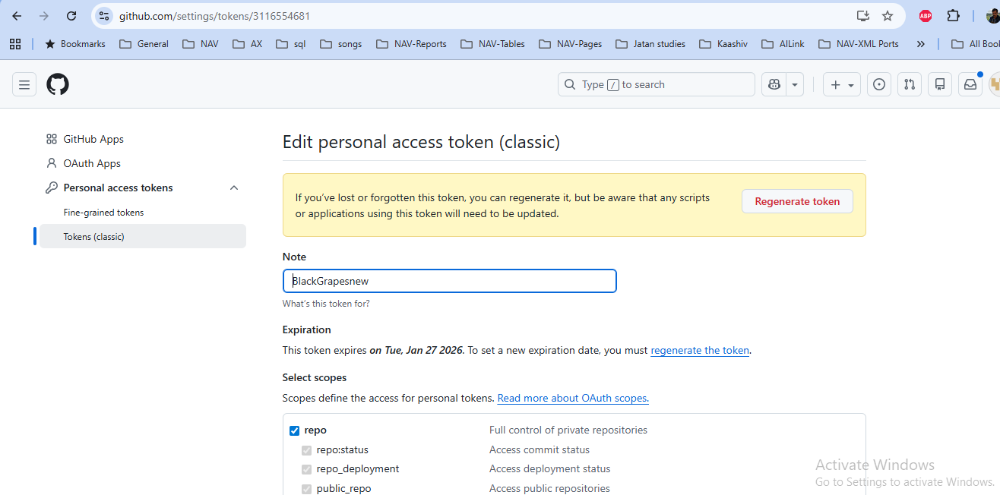 github.com/settings/tokens/3116554681
ABP
Bookmarks General NAV AX sql songs NAV-Reports NAV-Tables NAV-Pages Jatan studies Kaashiv AILink NAV-XML Ports » All Boo
Type / to search
GitHub Apps
OAuth Apps
Personal access tokens
Fine-grained tokens
Tokens (classic)
Edit personal access token (classic)
If you've lost or forgotten this token, you can regenerate it, but be aware that any scripts
or applications using this token will need to be updated.
Regenerate token
Note
BlackGrapesnew
What's this token for?
Expiration
This token expires on Tue, Jan 27 2026. To set a new expiration date, you must regenerate the token.
Select scopes
Scopes define the access for personal tokens. Read more about OAuth scopes.
repo Full control of private repositories
repo:status Access commit status
repo_deployment Access deployment status
public_repo Access public repositories
Activate Windows
Go to Settings to activate Windows.